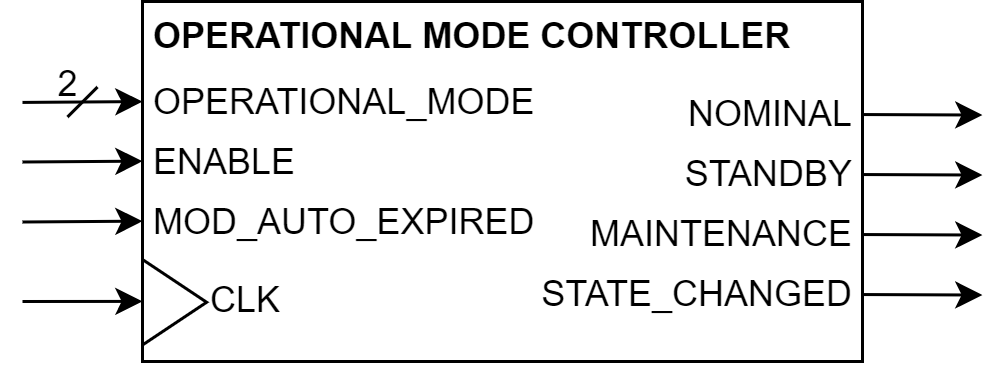 OPERATIONAL MODE CONTROLLER
2
OPERATIONAL_MODE
ENABLE
MOD_AUTO_EXPIRED
CLK
NOMINAL
STANDBY
MAINTENANCE
STATE_CHANGED